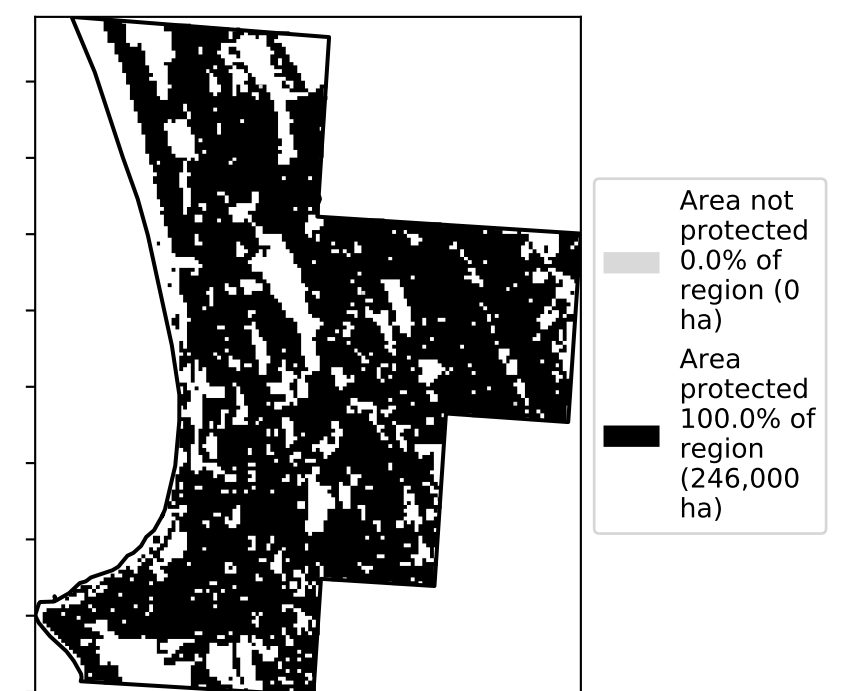 Area not
protected
0.0% of
region (0
ha)
Area
protected
100.0% of
region
(246,000
ha)